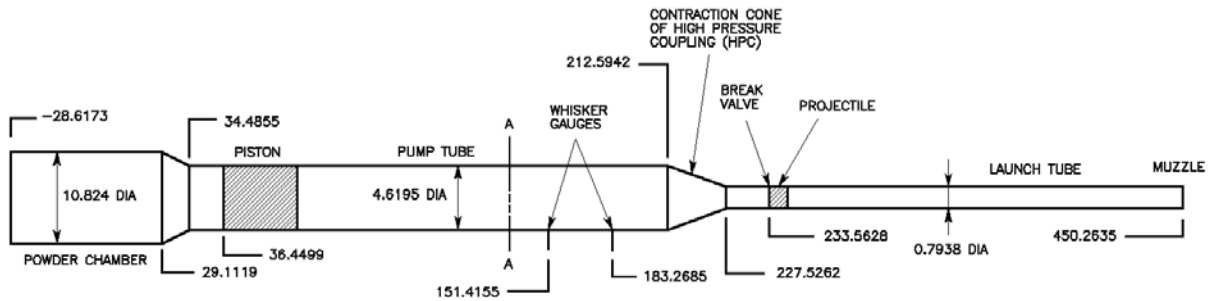 CONTRACTION CONE
OF HIGH PRESSURE
COUPLING (HPC)
212.5942
BREAK
VALVE
PROJECTILE
-28.6173
34.4855
WHISKER
GAUGES
A
PISTON
PUMP TUBE
LAUNCH TUBE
MUZZLE
10.824 DIA
4.6195 DIA
POWDER CHAMBER
36.4499
A
233.5628
0.7938 DIA
450.2635
29.1119
183.2685
227.5262
151.4155